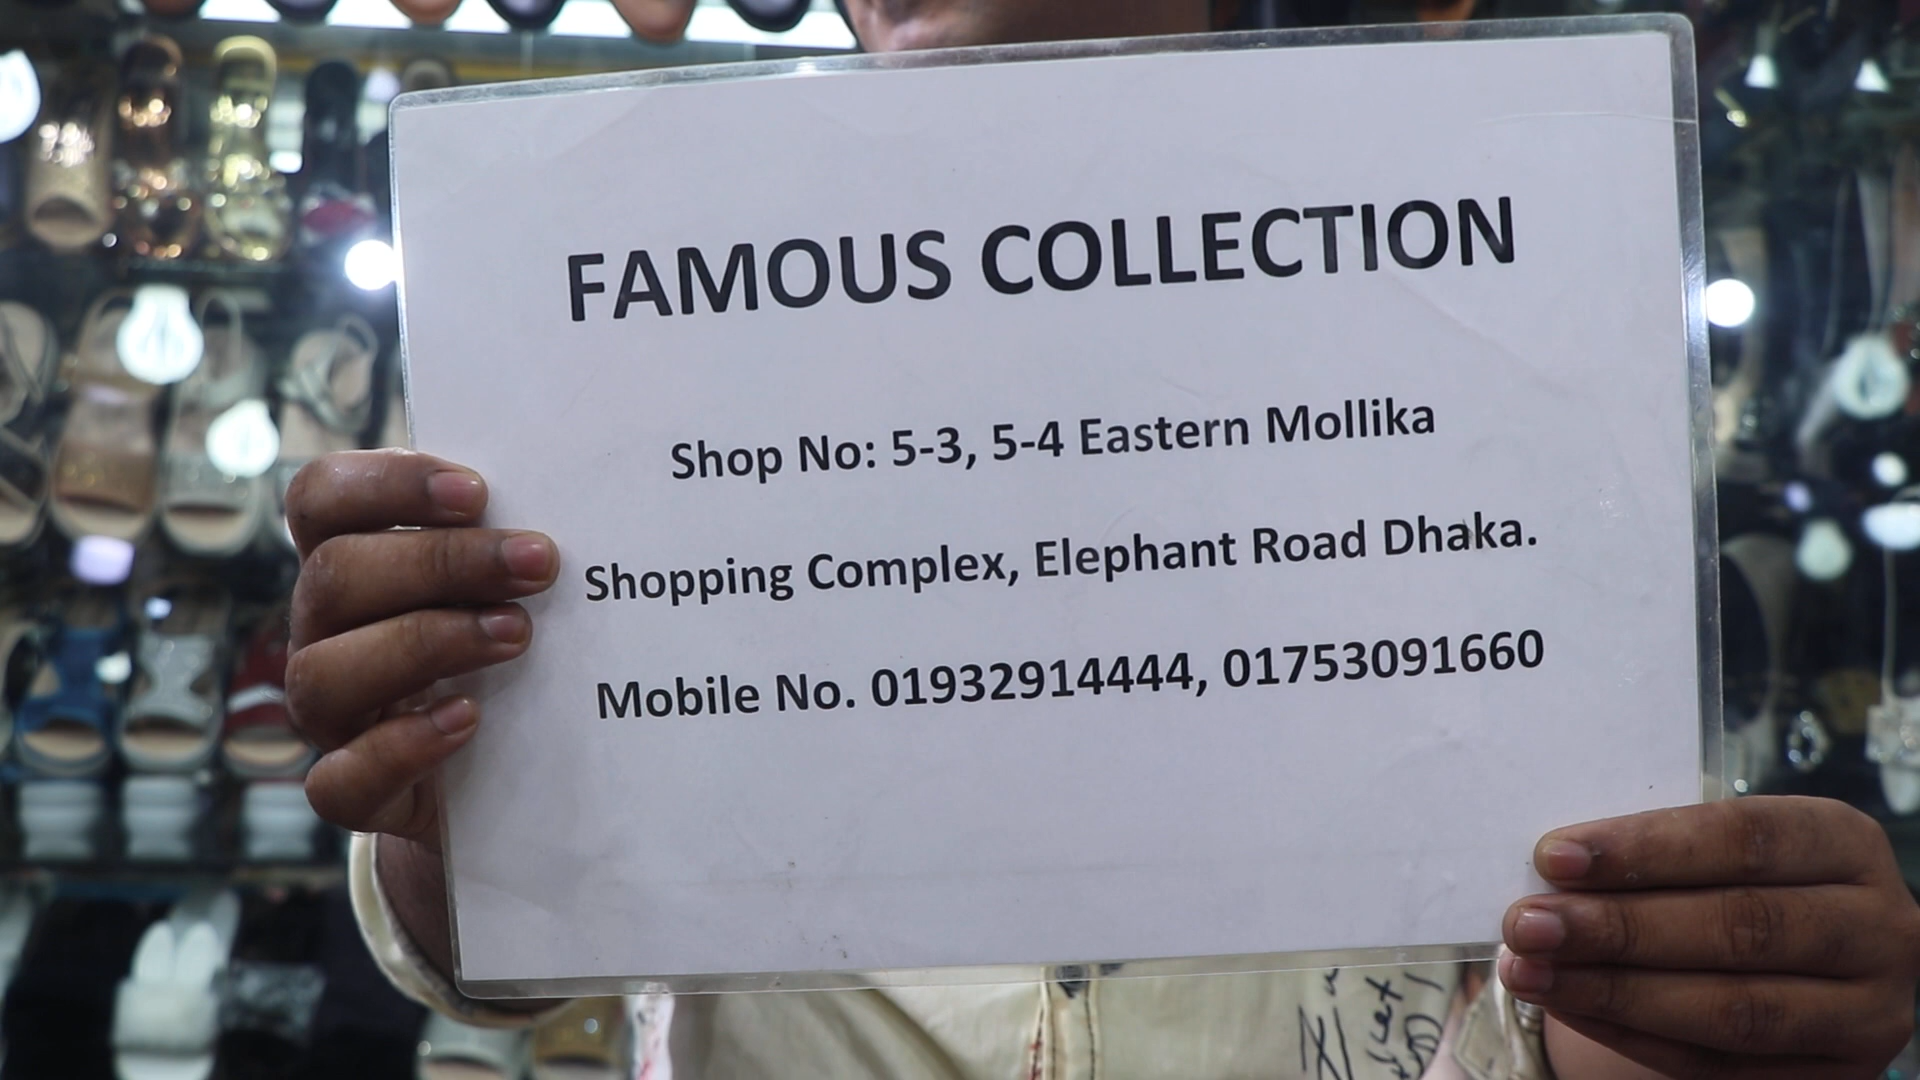 FAMOUS COLLECTION
Shop No: 5-3, 5-4 Eastern Mollika
Shopping Complex, Elephant Road Dhaka.
Mobile No. 01932914444, 01753091660